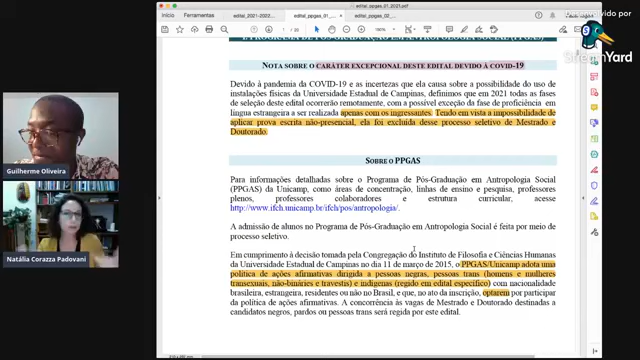 edital_ppgas_01_2021.pdf
Início
Ferramentas
edital_2021-2022...
edital_ppgas_01_...
edital_ppgas_02_...
StreamYard
NOTA SOBRE O CARÁTER EXCEPCIONAL DESTE EDITAL DEVIDO À COVID-19
Devido à pandemia da COVID-19 e as incertezas que ela causa sobre a possibilidade do uso de
instalações físicas da Universidade Estadual de Campinas, definimos que em 2021 todas as fases
de seleção deste edital ocorrerão remotamente, com a possível exceção da fase de proficiência em
língua estrangeira a ser realizada apenas com os ingressantes. Tendo em vista a impossibilidade de
aplicar prova escrita não-presencial, ela foi excluída desse processo seletivo de Mestrado e
Doutorado.
SOBRE O PPGAS
Para informações detalhadas sobre o Programa de Pós-Graduação em Antropologia Social
(PPGAS) da Unicamp, como áreas de concentração, linhas de ensino e pesquisa, professores
plenos, professores colaboradores e estrutura curricular, acesse
http://www.ifch.unicamp.br/ifch/pos/antropologia/.
A admissão de alunos no Programa de Pós-Graduação em Antropologia Social é feita por meio de
processo seletivo.
Em cumprimento à decisão tomada pela Congregação do Instituto de Filosofia e Ciências Humanas
da Universidade Estadual de Campinas no dia 11 de março de 2015, o PPGAS/Unicamp adota uma
política de ações afirmativas dirigida a pessoas negras, pessoas trans (homens e mulheres
transexuais, não-binários e travestis) e indígenas (regido em edital específico) com nacionalidade
brasileira, estrangeira, residentes ou não no Brasil, e que, no ato da inscrição, optarem por participar
da política de ações afirmativas. A concorrência às vagas de Mestrado e Doutorado destinadas a
candidatos negros, pardos ou pessoas trans será regida por este edital.
Guilherme Oliveira
Natália Corazza Padovani